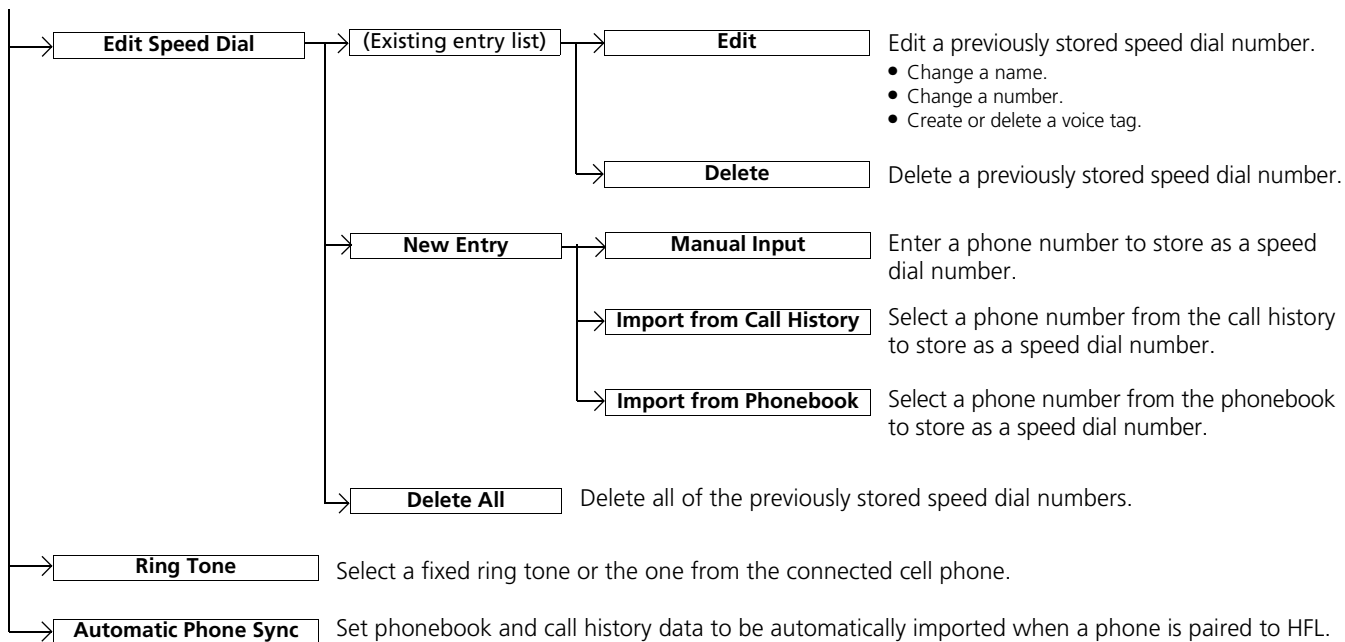 Edit Speed Dial
(Existing entry list)
Edit
Edit a previously stored speed dial number.
• Change a name.
• Change a number.
• Create or delete a voice tag.
Delete
Delete a previously stored speed dial number.
New Entry
Manual Input
Enter a phone number to store as a speed
dial number.
Import from Call History
Select a phone number from the call history
to store as a speed dial number.
Import from Phonebook
Select a phone number from the phonebook
to store as a speed dial number.
Delete All
Delete all of the previously stored speed dial numbers.
Ring Tone
Select a fixed ring tone or the one from the connected cell phone.
Automatic Phone Sync
Set phonebook and call history data to be automatically imported when a phone is paired to HFL.